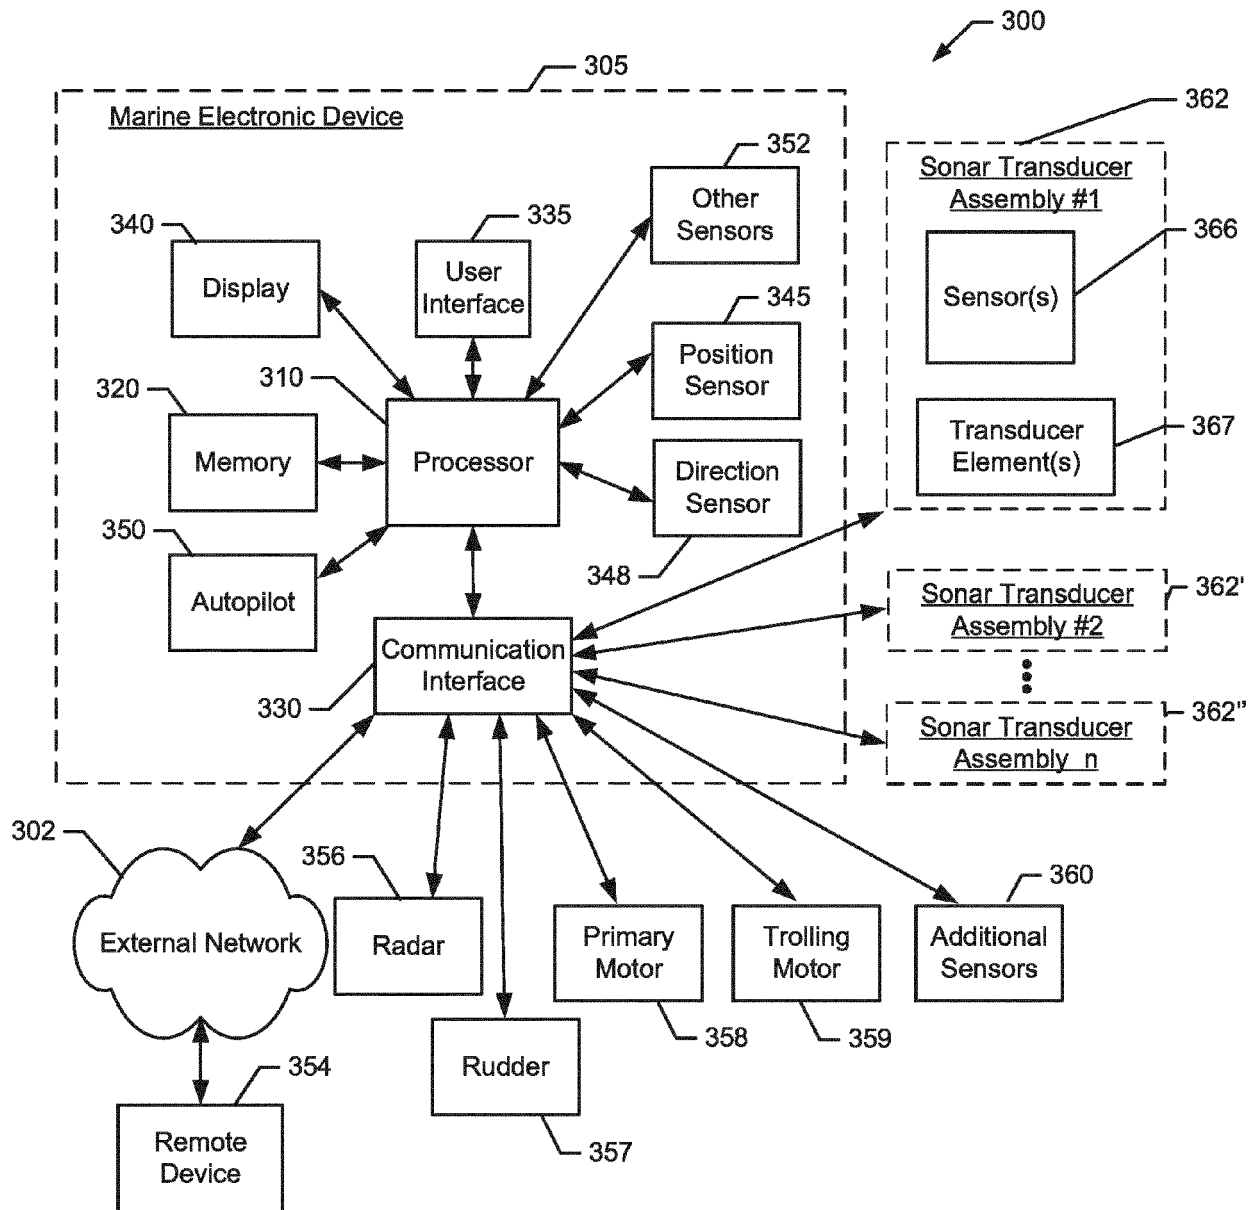 300
305
Marine Electronic Device
362
Sonar Transducer
Assembly #1
352
Other
Sensors
340
Display
335
User
Interface
366
Sensor(s)
345
Position
Sensor
310
320
Memory
Processor
Direction
Sensor
348
367
Transducer
Element(s)
350
Autopilot
Communication
Interface
330
362'
Sonar Transducer
Assembly #2
362"
Sonar Transducer
Assembly n
302
External Network
356
Radar
Primary
Motor
358
Trolling
Motor
359
360
Additional
Sensors
Rudder
357
354
Remote
Device